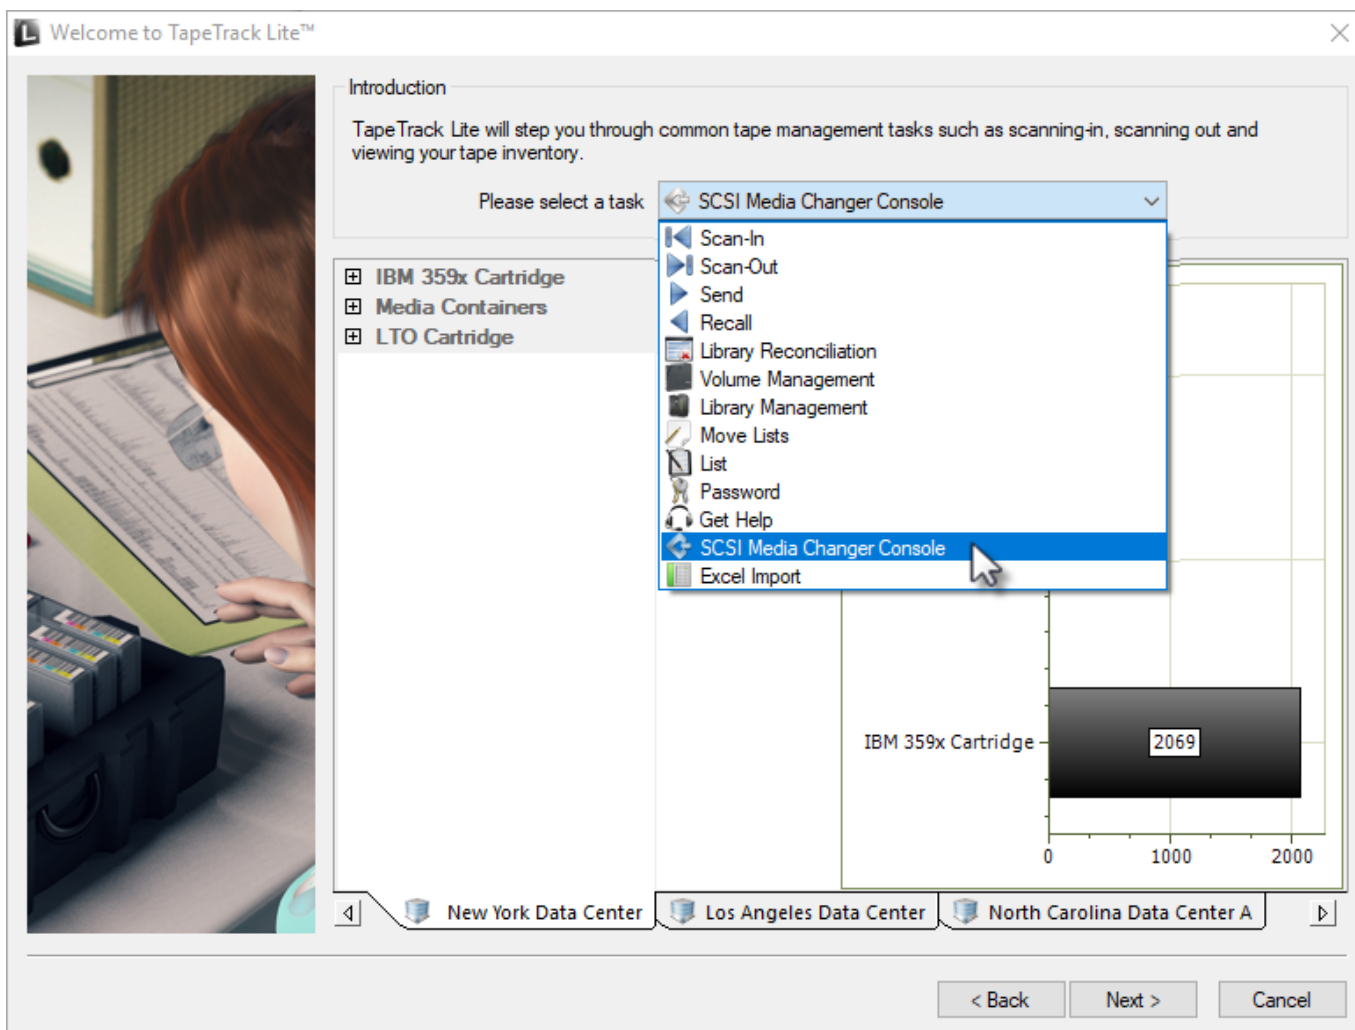 Welcome to TapeTrack Lite™
Introduction
TapeTrack Lite will step you through common tape management tasks such as scanning-in, scanning out and
viewing your tape inventory.
Please select a task
SCSI Media Changer Console
Scan-In
Scan-Out
Send
Recall
Library Reconciliation
Volume Management
Library Management
Move Lists
List
Password
Get Help
SCSI Media Changer Console
Excel Import
IBM 359x Cartridge
Media Containers
LTO Cartridge
IBM 359x Cartridge
2069
0 1000 2000
New York Data Center
Los Angeles Data Center
North Carolina Data Center A
< Back
Next >
Cancel